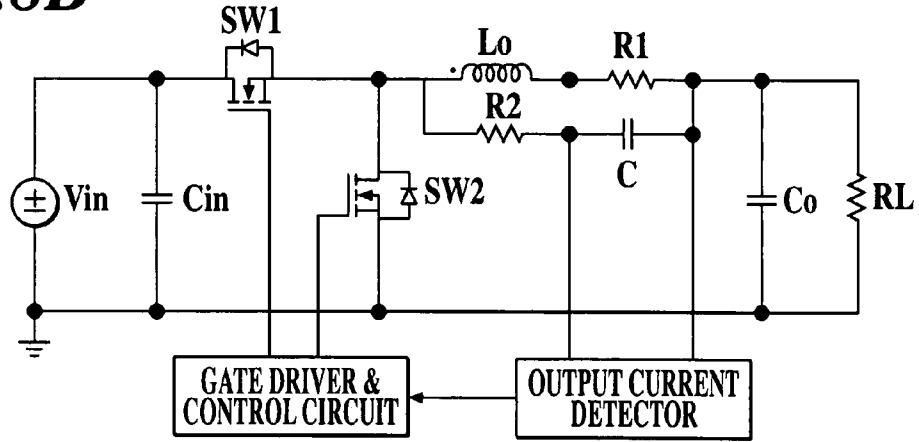 SW1
Lo
R1
R2
Vin
Cin
SW2
C
Co
RL
GATE DRIVER &
CONTROL CIRCUIT
OUTPUT CURRENT
DETECTOR